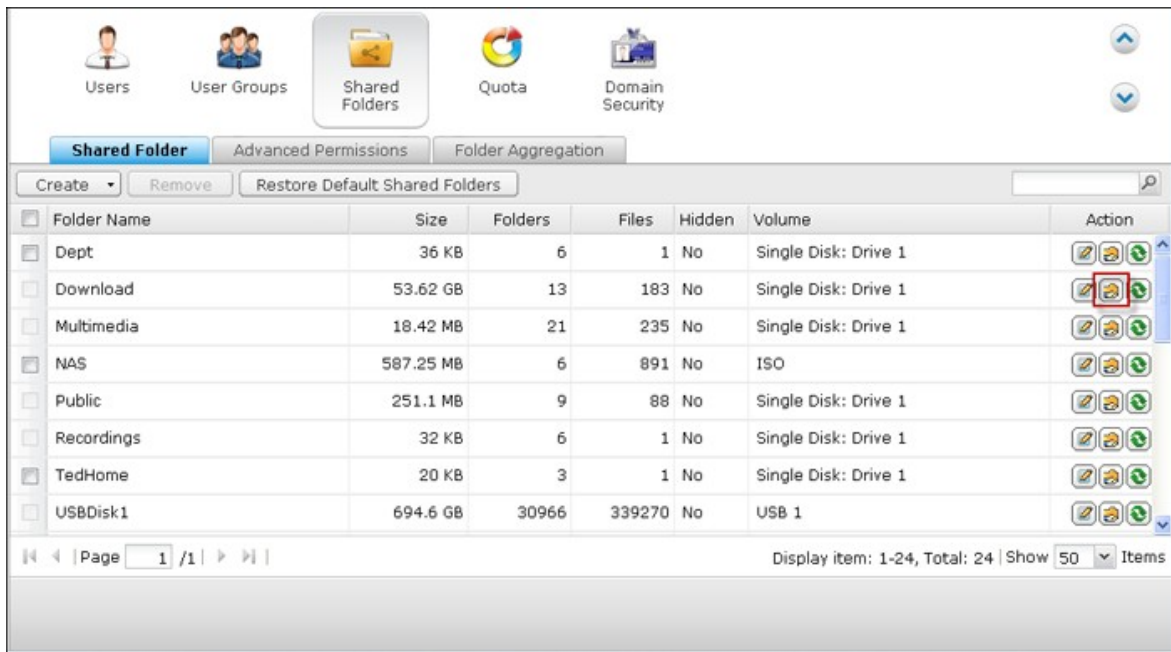 Users User Groups Shared Folders Quota Domain Security
Shared Folder Advanced Permissions Folder Aggregation
Create Remove Restore Default Shared Folders
Folder Name Size Folders Files Hidden Volume Action
Dept 36 KB 6 1 No Single Disk: Drive 1
Download 53.62 GB 13 183 No Single Disk: Drive 1
Multimedia 18.42 MB 21 235 No Single Disk: Drive 1
NAS 587.25 MB 6 891 No ISO
Public 251.1 MB 9 88 No Single Disk: Drive 1
Recordings 32 KB 6 1 No Single Disk: Drive 1
TedHome 20 KB 3 1 No Single Disk: Drive 1
USBDisk1 694.6 GB 30966 339270 No USB 1
Page 1 /1 Display item: 1-24, Total: 24 Show 50 Items